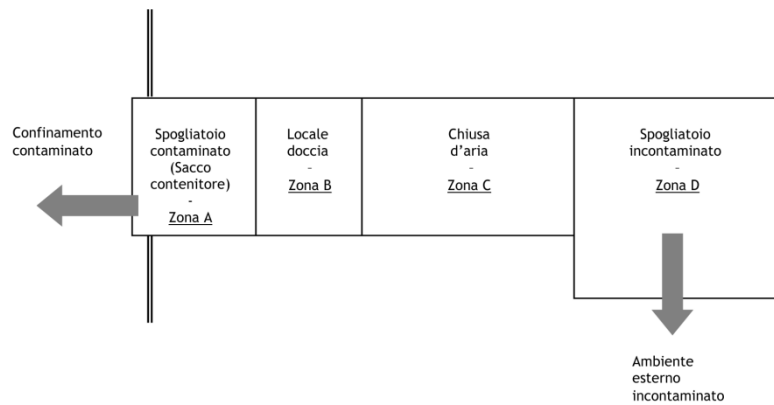 Confinamento
contaminato
Spogliatoio
contaminato
(Sacco
contenitore)
-
Zona A
Locale
doccia
-
Zona B
Chiusa
d'aria
-
Zona C
Spogliatoio
incontaminato
-
Zona D
Ambiente
esterno
incontaminato